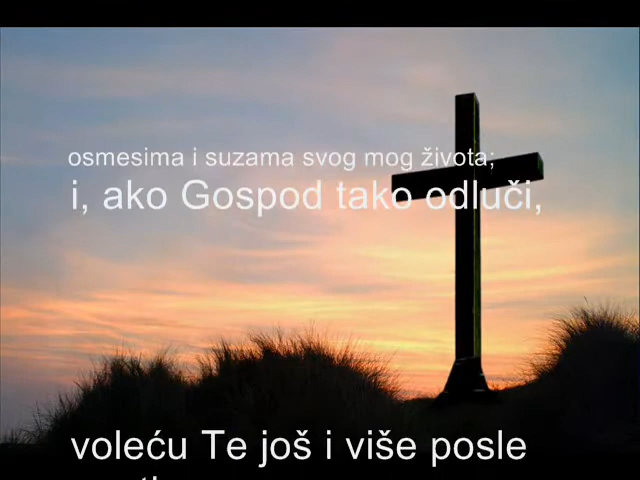 osmesima i suzama svog mog života;
i, ako Gospod tako odluči,
voleću Te još i više posle